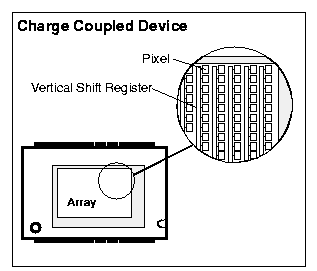 Charge Coupled Device
Pixel
Vertical Shift Register
Array